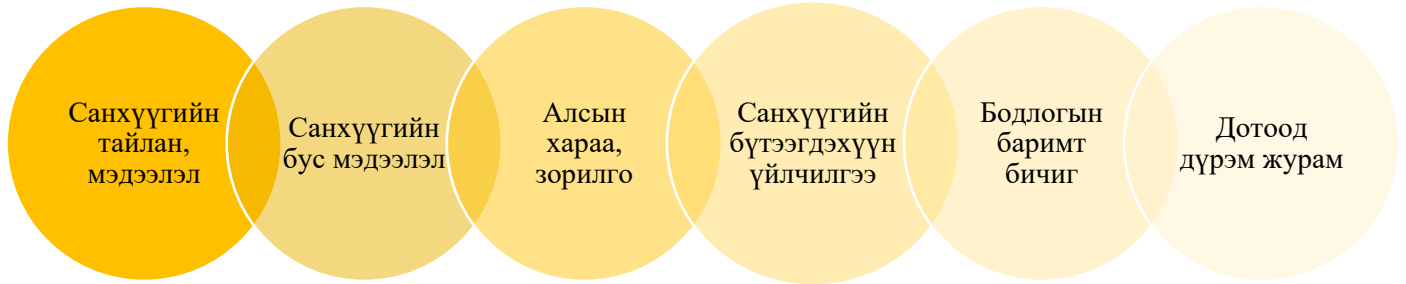 Санхүүгийн
тайлан,
мэдээлэл
Санхүүгийн
бус мэдээлэл
Алсын
хараа,
зорилго
Санхүүгийн
бүтээгдэхүүн
үйлчилгээ
Бодлогын
баримт
бичиг
Дотоод
дүрэм журам